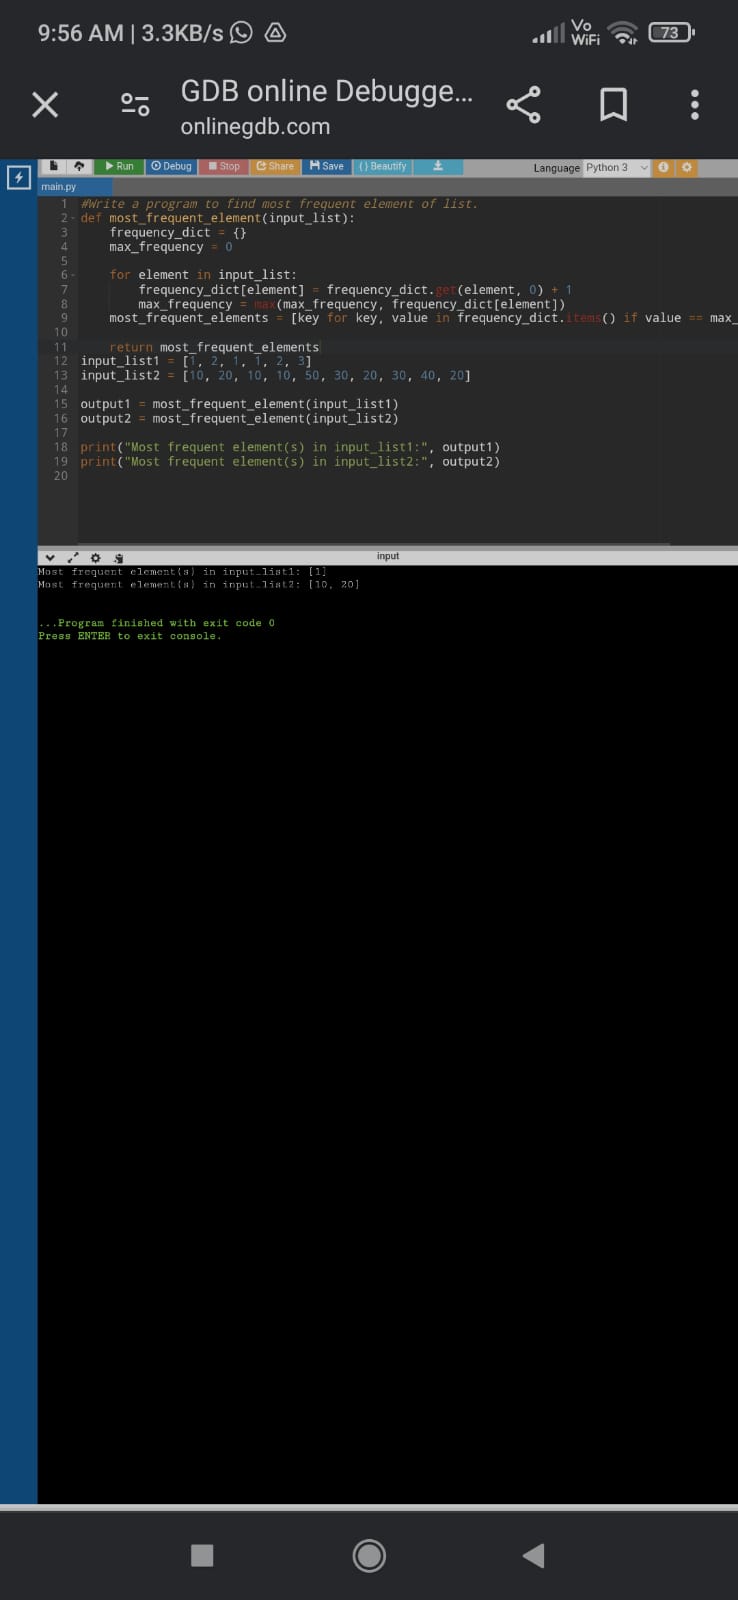 9:56 AM | 3.3KB/s
Vo WiFi 73
GDB online Debugge...
onlinegdb.com
Run Debug Stop Share Save {} Beautify
Language Python 3
main.py
1 #Write a program to find most frequent element of list.
2 def most_frequent_element(input_list):
3 frequency_dict = {}
4 max_frequency = 0
5
6 for element in input_list:
7 frequency_dict[element] = frequency_dict.get(element, 0) + 1
8 max_frequency = max(max_frequency, frequency_dict[element])
9 most_frequent_elements = [key for key, value in frequency_dict.items() if value == max_
10
11 return most_frequent_elements
12 input_list1 = [1, 2, 1, 1, 2, 3]
13 input_list2 = [10, 20, 10, 10, 50, 30, 20, 30, 40, 20]
14
15 output1 = most_frequent_element(input_list1)
16 output2 = most_frequent_element(input_list2)
17
18 print("Most frequent element(s) in input_list1:", output1)
19 print("Most frequent element(s) in input_list2:", output2)
20
input
Most frequent element(s) in input_list1: [1]
Most frequent element(s) in input_list2: [10, 20]
...Program finished with exit code 0
Press ENTER to exit console.